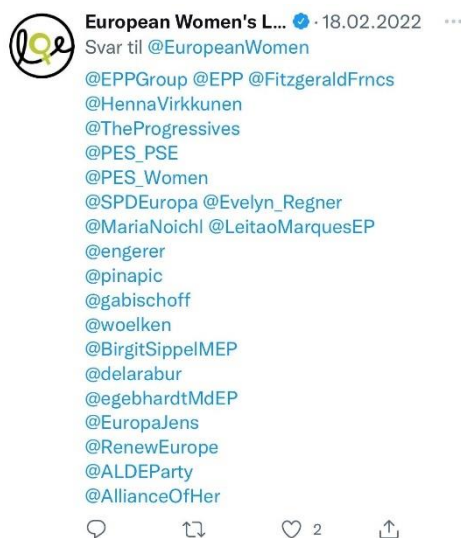 European Women's L... · 18.02.2022 ...
Svar til @EuropeanWomen
@EPPGroup @EPP @FitzgeraldFrncs
@HennaVirkkunen
@TheProgressives
@PES_PSE
@PES_Women
@SPDEuropa @Evelyn_Regner
@MariaNoichl @LeitaoMarquesEP
@engerer
@pinapic
@gabischoff
@woelken
@BirgitSippelMEP
@delarabur
@egebhardtMdEP
@EuropaJens
@RenewEurope
@ALDEParty
@AllianceOfHer
2